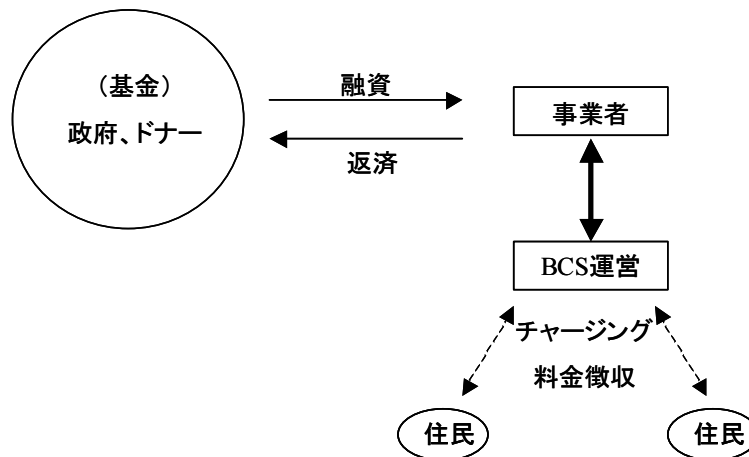 (基金)
政府、ドナー
融資
返済
事業者
BCS運営
チャージング
料金徴収
住民
住民